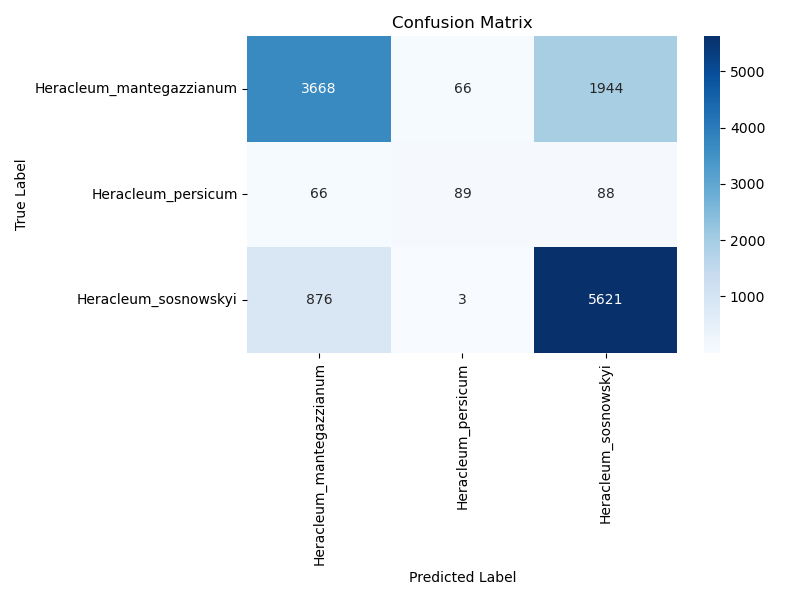 Confusion Matrix
True Label
Heracleum_mantegazzianum
3668 66 1944
Heracleum_persicum
66 89 88
Heracleum_sosnowskyi
876 3 5621
Heracleum_mantegazzianum
Heracleum_persicum
Heracleum_sosnowskyi
Predicted Label
5000
4000
3000
2000
1000